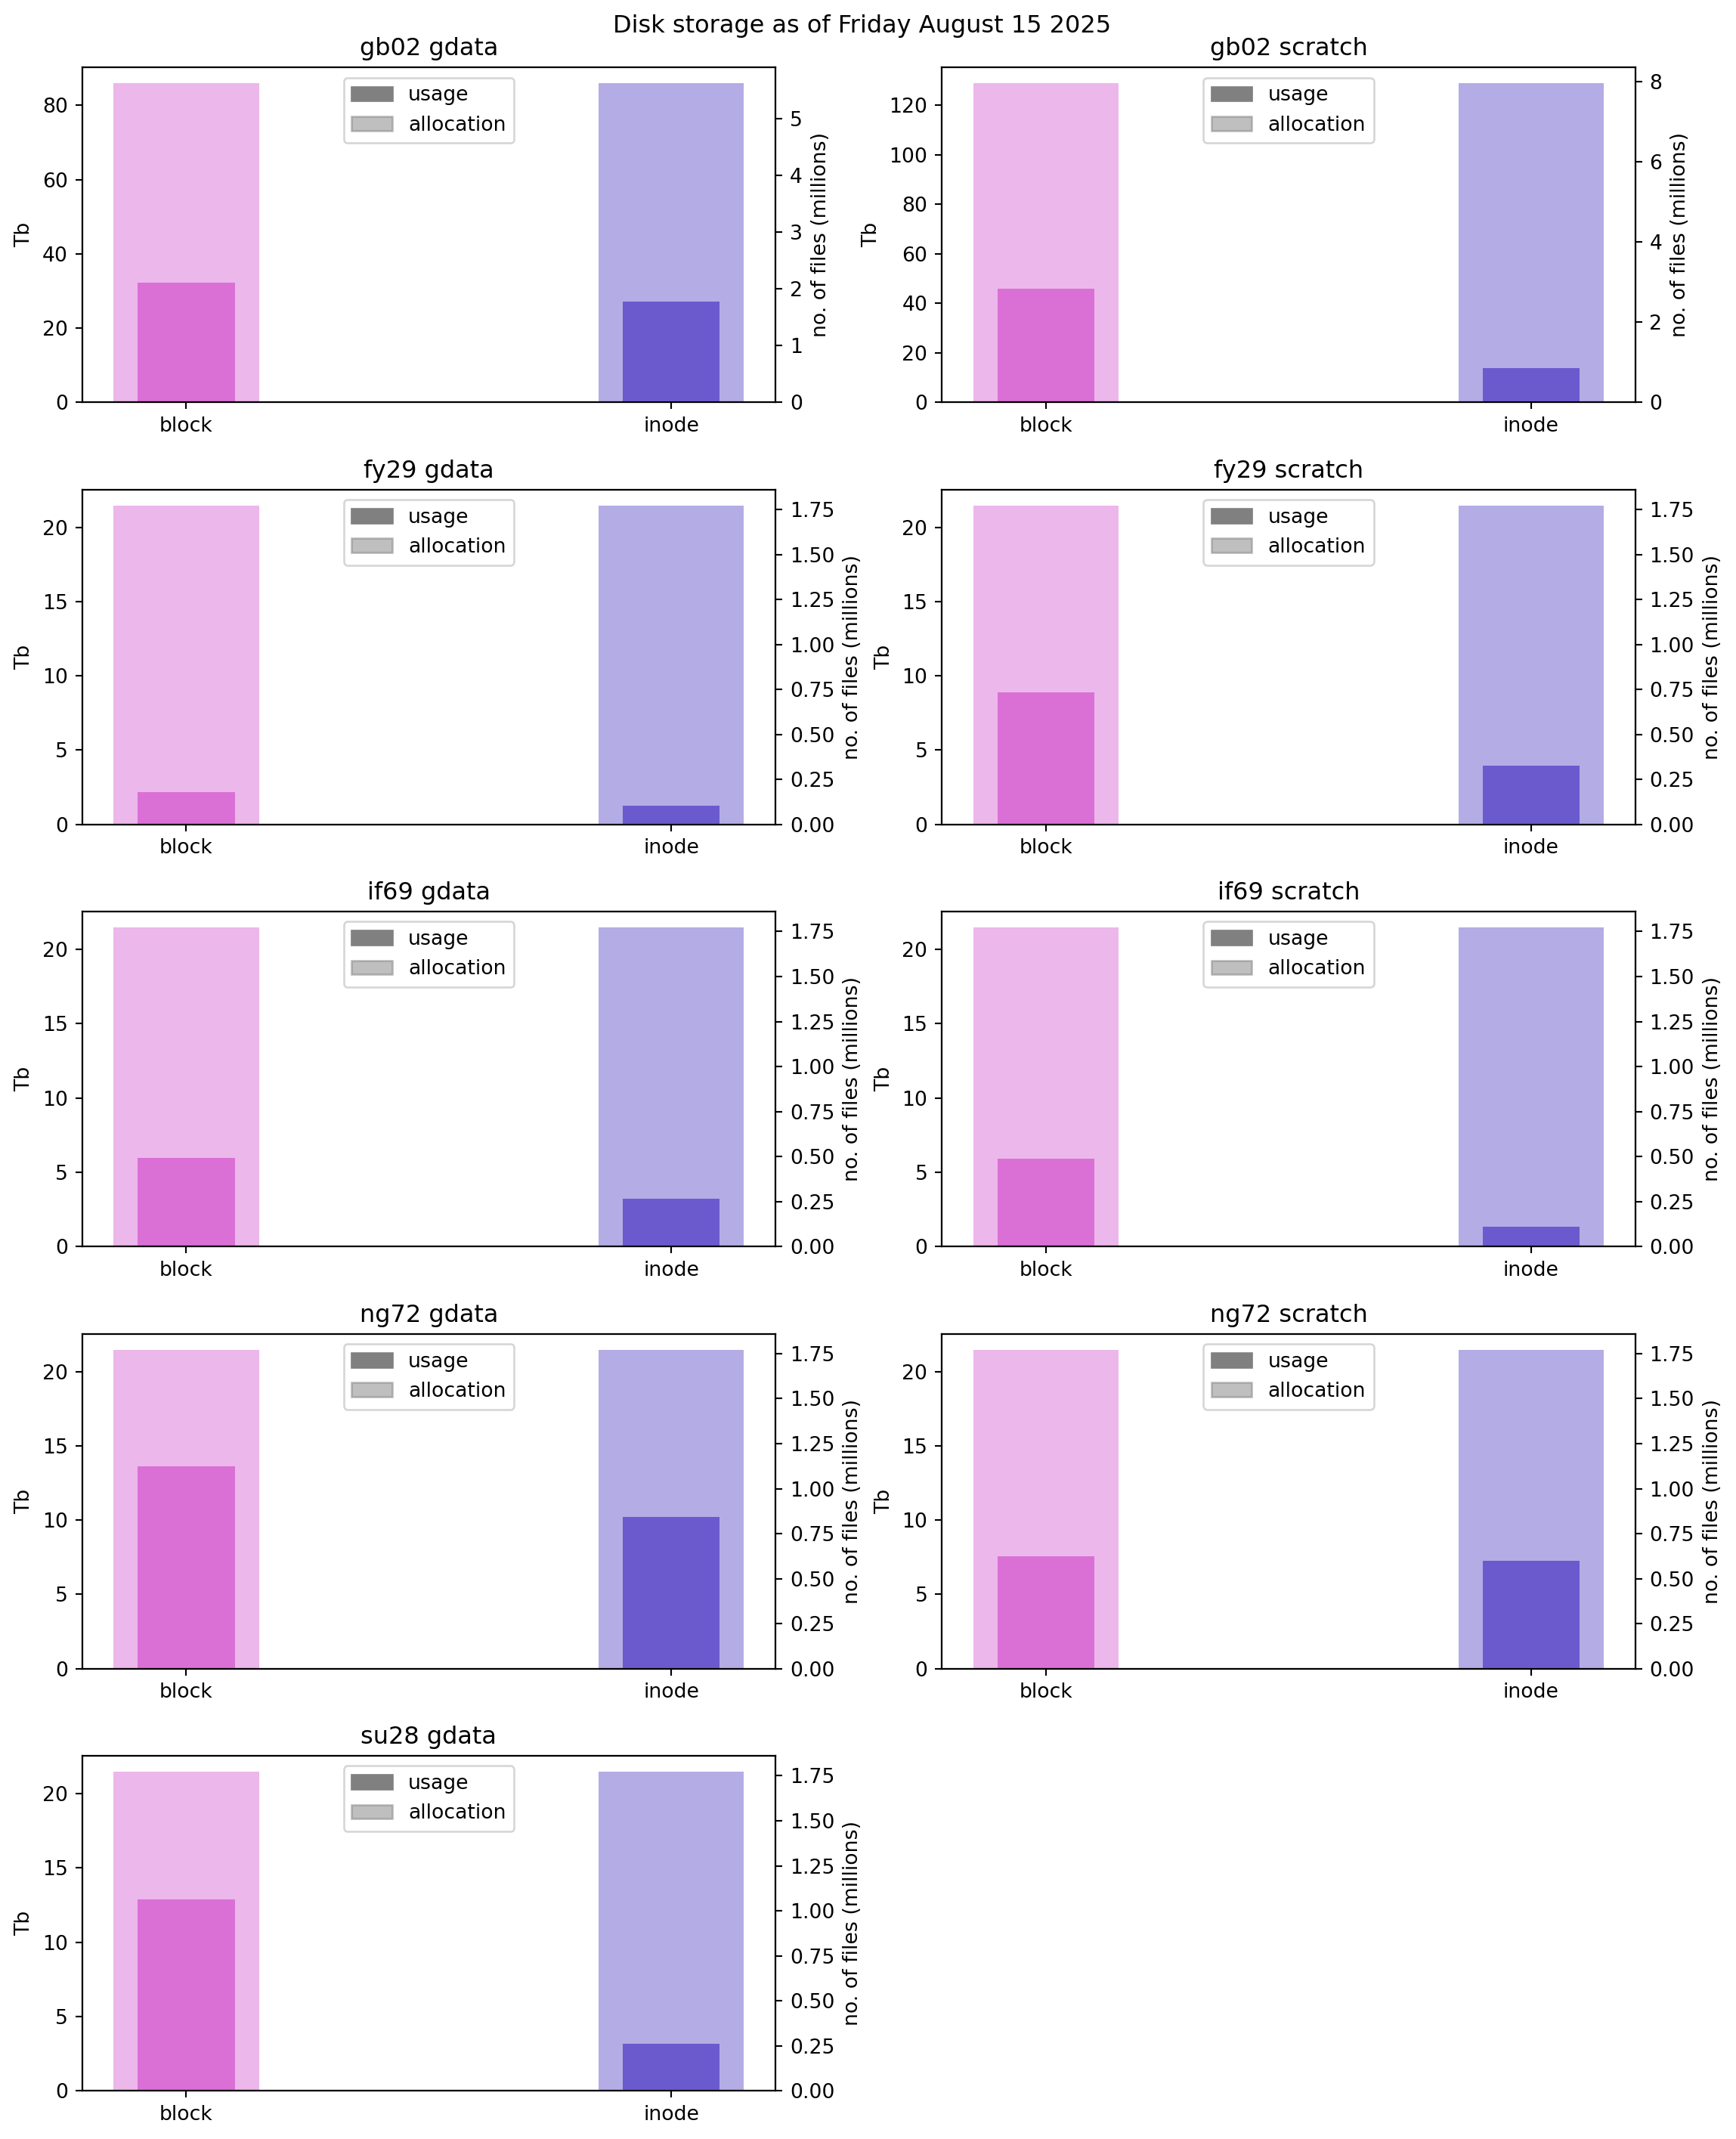 Disk storage as of Friday August 15 2025
gb02 gdata
usage
allocation
80
60
40
20
0
Tb
5
4
3
2
1
0
no. of files (millions)
block
inode
gb02 scratch
usage
allocation
120
100
80
60
40
20
0
Tb
8
6
4
2
0
no. of files (millions)
block
inode
fy29 gdata
usage
allocation
20
15
10
5
0
Tb
1.75
1.50
1.25
1.00
0.75
0.50
0.25
0.00
no. of files (millions)
block
inode
fy29 scratch
usage
allocation
20
15
10
5
0
Tb
1.75
1.50
1.25
1.00
0.75
0.50
0.25
0.00
no. of files (millions)
block
inode
if69 gdata
usage
allocation
20
15
10
5
0
Tb
1.75
1.50
1.25
1.00
0.75
0.50
0.25
0.00
no. of files (millions)
block
inode
if69 scratch
usage
allocation
20
15
10
5
0
Tb
1.75
1.50
1.25
1.00
0.75
0.50
0.25
0.00
no. of files (millions)
block
inode
ng72 gdata
usage
allocation
20
15
10
5
0
Tb
1.75
1.50
1.25
1.00
0.75
0.50
0.25
0.00
no. of files (millions)
block
inode
ng72 scratch
usage
allocation
20
15
10
5
0
Tb
1.75
1.50
1.25
1.00
0.75
0.50
0.25
0.00
no. of files (millions)
block
inode
su28 gdata
usage
allocation
20
15
10
5
0
Tb
1.75
1.50
1.25
1.00
0.75
0.50
0.25
0.00
no. of files (millions)
block
inode